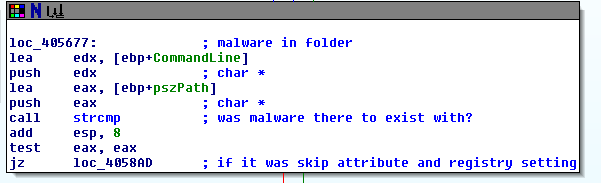 loc_405677: ; malware in folder
lea edx, [ebp+CommandLine]
push edx ; char *
lea eax, [ebp+pszPath]
push eax ; char *
call strcmp ; was malware there to exist with?
add esp, 8
test eax, eax
jz loc_4058AD ; if it was skip attribute and registry setting